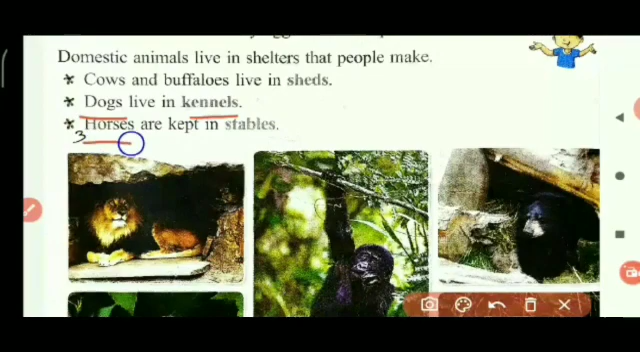 Domestic animals live in shelters that people make.
* Cows and buffaloes live in sheds.
* Dogs live in kennels.
* Horses are kept in stables.
3